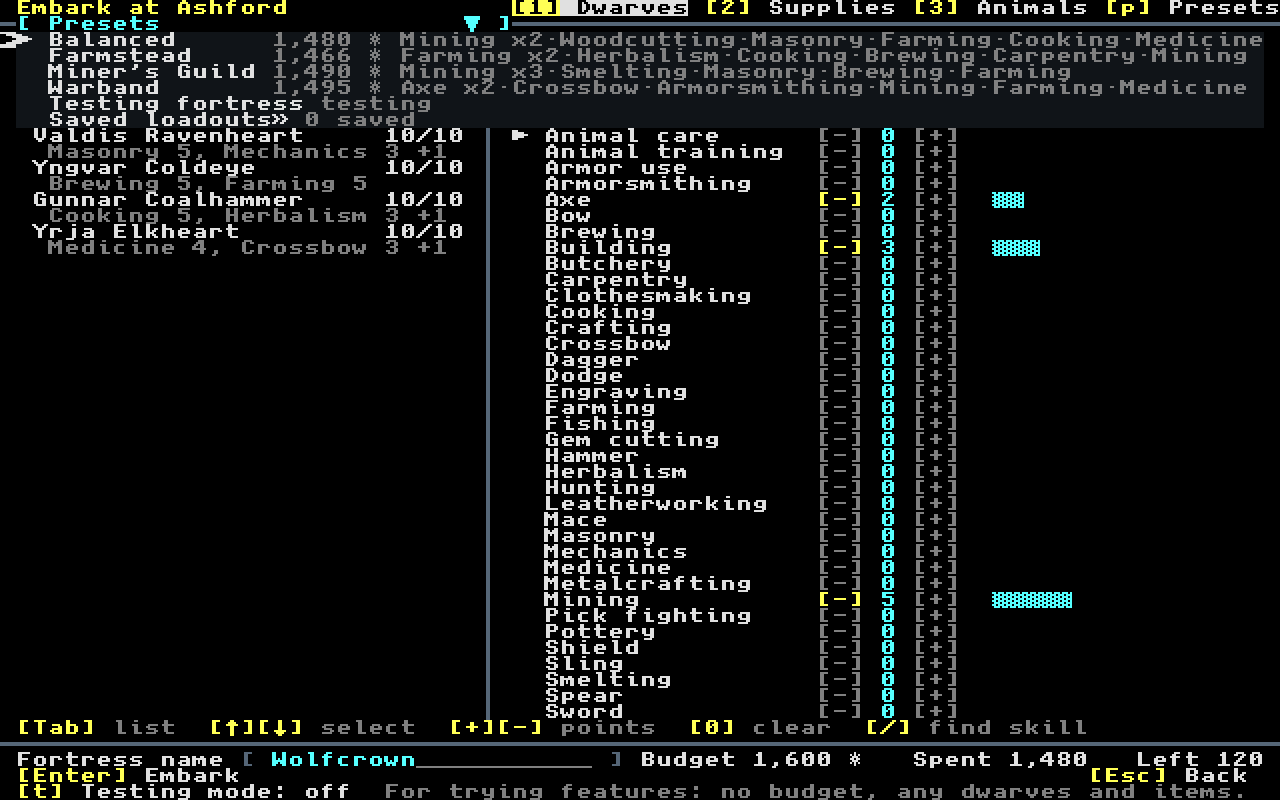 Embark at Ashford [1] Dwarves [2] Supplies [3] Animals [p] Presets
[ Presets ▼ ]
Balanced 1,480 * Mining x2·Woodcutting·Masonry·Farming·Cooking·Medicine
Farmstead 1,466 * Farming x2·Herbalism·Cooking·Brewing·Carpentry·Mining
Miner's Guild 1,490 * Mining x3·Smelting·Masonry·Brewing·Farming
Warband 1,495 * Axe x2·Crossbow·Armorsmithing·Mining·Farming·Medicine
Testing fortress testing
Saved loadouts» 0 saved
Valdis Ravenheart 10/10 ► Animal care [-] 0 [+]
Masonry 5, Mechanics 3 +1 Animal training [-] 0 [+]
Yngvar Coldeye 10/10 Armor use [-] 0 [+]
Brewing 5, Farming 5 Armorsmithing [-] 0 [+]
Gunnar Coalhammer 10/10 Axe [-] 2 [+]
Cooking 5, Herbalism 3 +1 Bow [-] 0 [+]
Yrja Elkheart 10/10 Brewing [-] 0 [+]
Medicine 4, Crossbow 3 +1 Building [-] 3 [+]
Butchery [-] 0 [+]
Carpentry [-] 0 [+]
Clothesmaking [-] 0 [+]
Cooking [-] 0 [+]
Crafting [-] 0 [+]
Crossbow [-] 0 [+]
Dagger [-] 0 [+]
Dodge [-] 0 [+]
Engraving [-] 0 [+]
Farming [-] 0 [+]
Fishing [-] 0 [+]
Gem cutting [-] 0 [+]
Hammer [-] 0 [+]
Herbalism [-] 0 [+]
Hunting [-] 0 [+]
Leatherworking [-] 0 [+]
Mace [-] 0 [+]
Masonry [-] 0 [+]
Mechanics [-] 0 [+]
Medicine [-] 0 [+]
Metalcrafting [-] 0 [+]
Mining [-] 5 [+]
Pick fighting [-] 0 [+]
Pottery [-] 0 [+]
Shield [-] 0 [+]
Sling [-] 0 [+]
Smelting [-] 0 [+]
Spear [-] 0 [+]
Sword [-] 0 [+]
[Tab] list [↑][↓] select [+][-] points [0] clear [/] find skill
Fortress name [ Wolfcrown___________ ] Budget 1,600 * Spent 1,480 Left 120
[Enter] Embark [Esc] Back
[t] Testing mode: off For trying features: no budget, any dwarves and items.